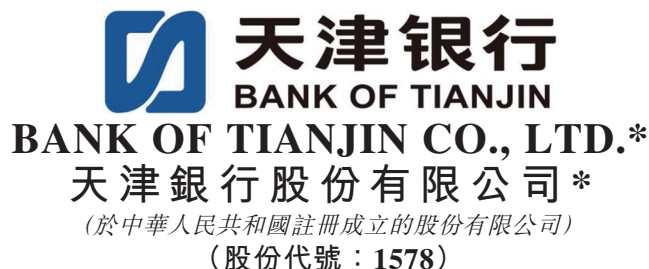 天津银行
BANK OF TIANJIN
BANK OF TIANJIN CO., LTD.*
天津銀行股份有限公司*
(於中華人民共和國註冊成立的股份有限公司)
（股份代號：1578）